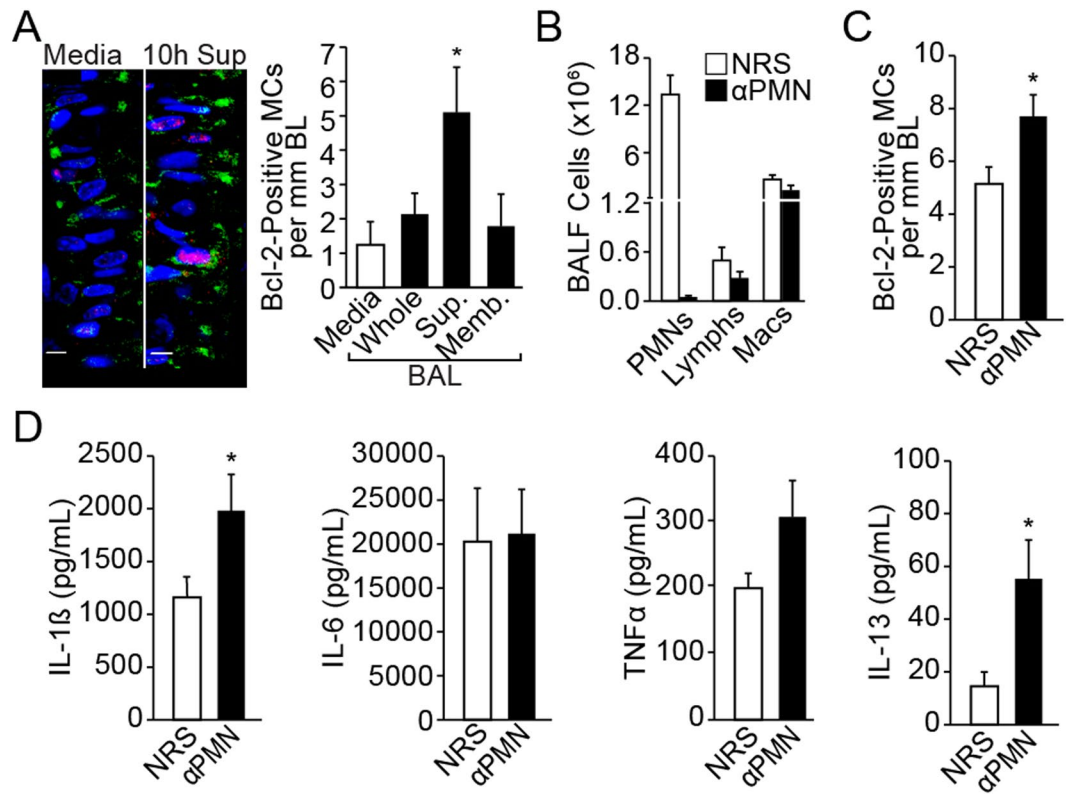 A
Media 10h Sup
Bcl-2-Positive MCs
per mm BL
7
6
5
4
3
2
1
0
*
Media
Whole
Sup.
Memb.
BAL
B
BALF Cells (x10⁶)
18
12
6
1.2
0.6
0.0
NRS
αPMN
PMNs
Lymphs
Macs
C
Bcl-2-Positive MCs
per mm BL
10
8
6
4
2
0
*
NRS
αPMN
D
IL-1ß (pg/mL)
2500
2000
1500
1000
500
0
*
NRS
αPMN
IL-6 (pg/mL)
30000
25000
20000
15000
10000
5000
0
NRS
αPMN
TNFα (pg/mL)
400
300
200
100
0
NRS
αPMN
IL-13 (pg/mL)
100
80
60
40
20
0
*
NRS
αPMN